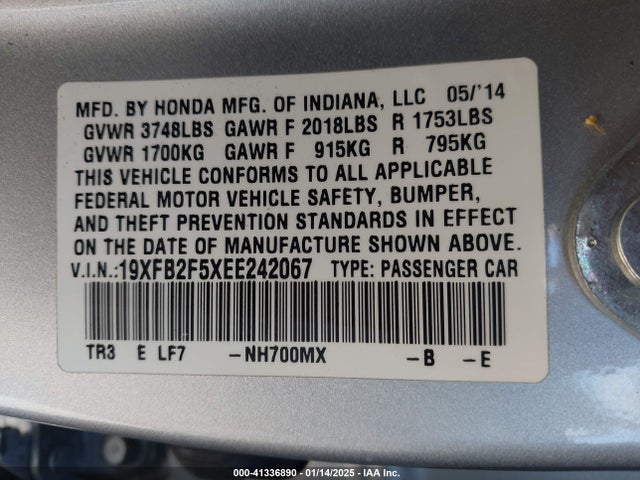 MFD. BY HONDA MFG. OF INDIANA, LLC 05/'14
GVWR 3748LBS GAWR F 2018LBS R 1753LBS
GVWR 1700KG GAWR F 915KG R 795KG
THIS VEHICLE CONFORMS TO ALL APPLICABLE
FEDERAL MOTOR VEHICLE SAFETY, BUMPER,
AND THEFT PREVENTION STANDARDS IN EFFECT
ON THE DATE OF MANUFACTURE SHOWN ABOVE.
V.I.N.:19XFB2F5XEE242067 TYPE: PASSENGER CAR
TR3 E LF7 -NH700MX -B -E
000-41336890 - 01/14/2025 - IAA Inc.